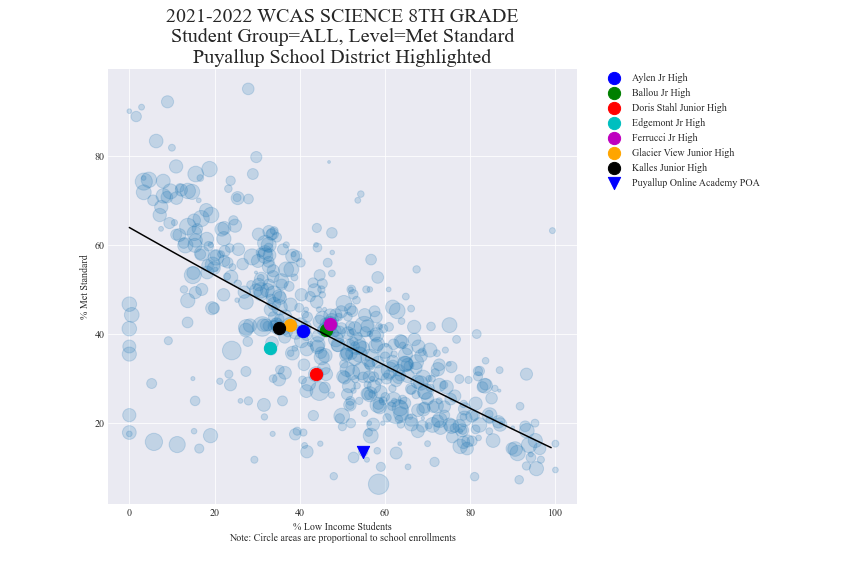 2021-2022 WCAS SCIENCE 8TH GRADE
Student Group=ALL, Level=Met Standard
Puyallup School District Highlighted
Aylen Jr High
Ballou Jr High
Doris Stahl Junior High
Edgemont Jr High
Ferrucci Jr High
Glacier View Junior High
Kalles Junior High
Puyallup Online Academy POA
% Met Standard
80
60
40
20
0 20 40 60 80 100
% Low Income Students
Note: Circle areas are proportional to school enrollments